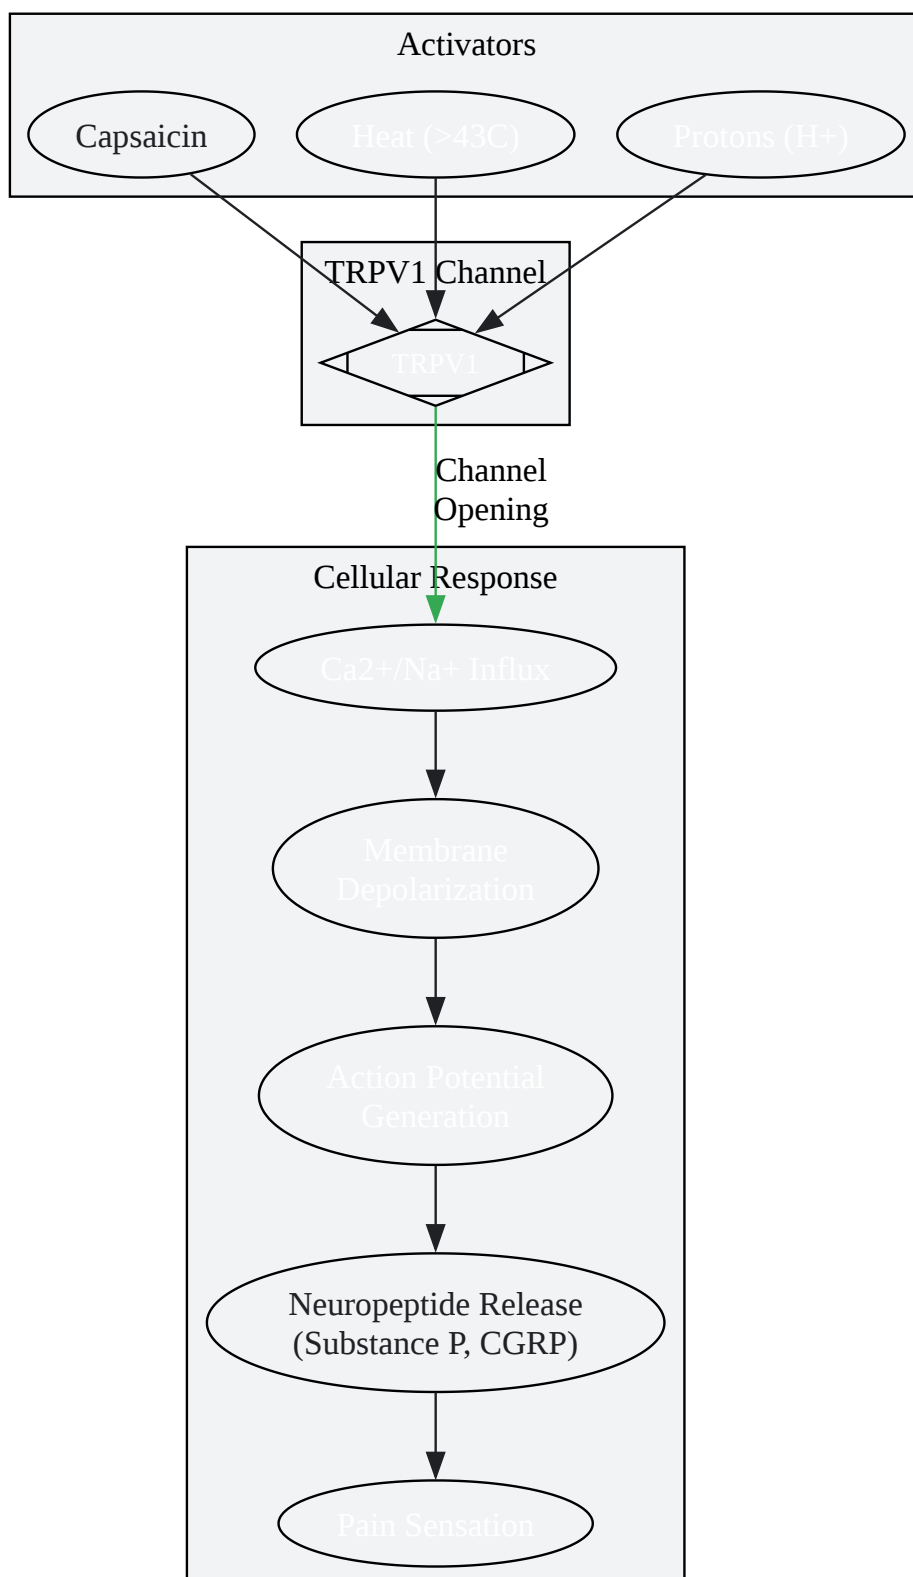 Activators
Capsaicin
Heat (>43C)
Protons (H+)
TRPV1 Channel
TRPV1
Channel
Opening
Cellular Response
Ca2+/Na+ Influx
Membrane
Depolarization
Action Potential
Generation
Neuropeptide Release
(Substance P, CGRP)
Pain Sensation